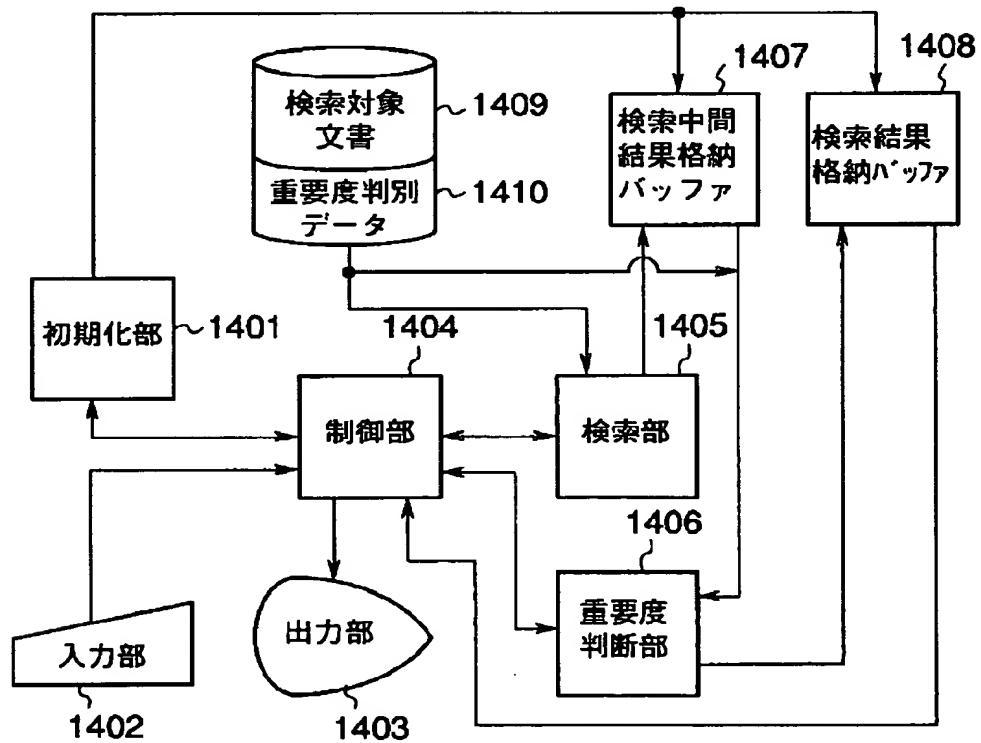 1407
1408
検索対象
文書
1409
検索中間
結果格納
バッファ
検索結果
格納ﾊﾞｯﾌｧ
重要度判別
データ
1410
初期化部
1401
1404
1405
制御部
検索部
1406
入力部
出力部
重要度
判断部
1402
1403